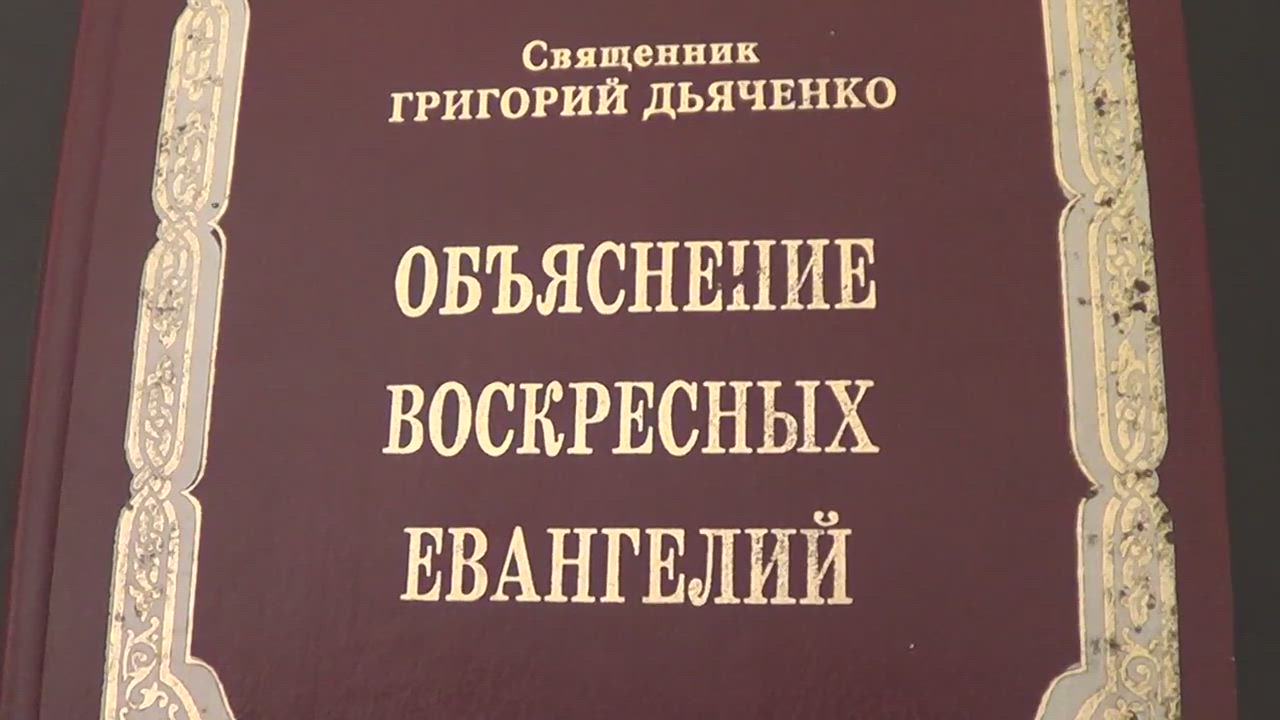 Священник
ГРИГОРИЙ ДЬЯЧЕНКО
ОБЪЯСНЕНИЕ
ВОСКРЕСНЫХ
ЕВАНГЕЛИЙ